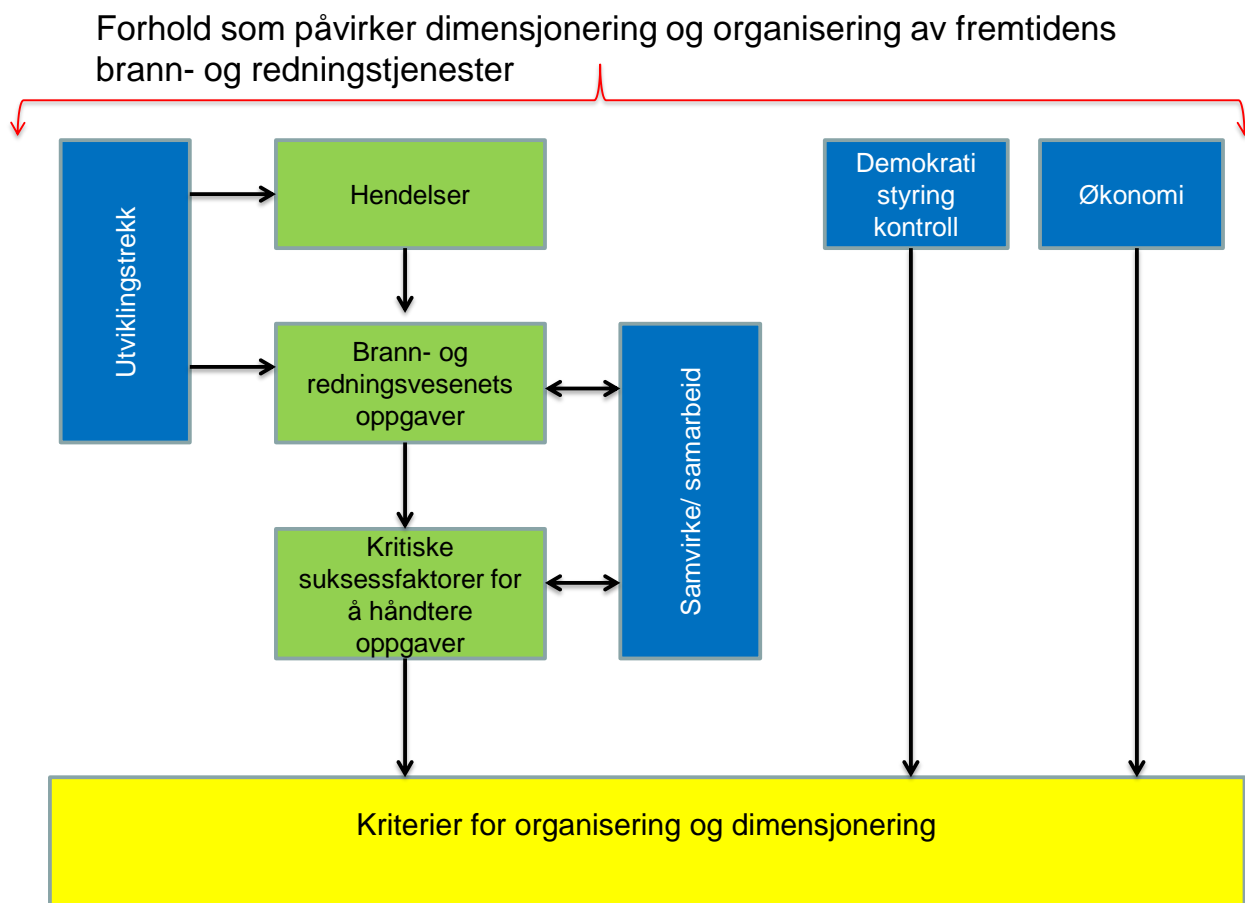 Forhold som påvirker dimensjonering og organisering av fremtidens
brann- og redningstjenester
Utviklingstrekk
Hendelser
Demokrati
styring
kontroll
Økonomi
Brann- og
redningsvesenets
oppgaver
Samvirke/ samarbeid
Kritiske
suksessfaktorer for
å håndtere
oppgaver
Kriterier for organisering og dimensjonering